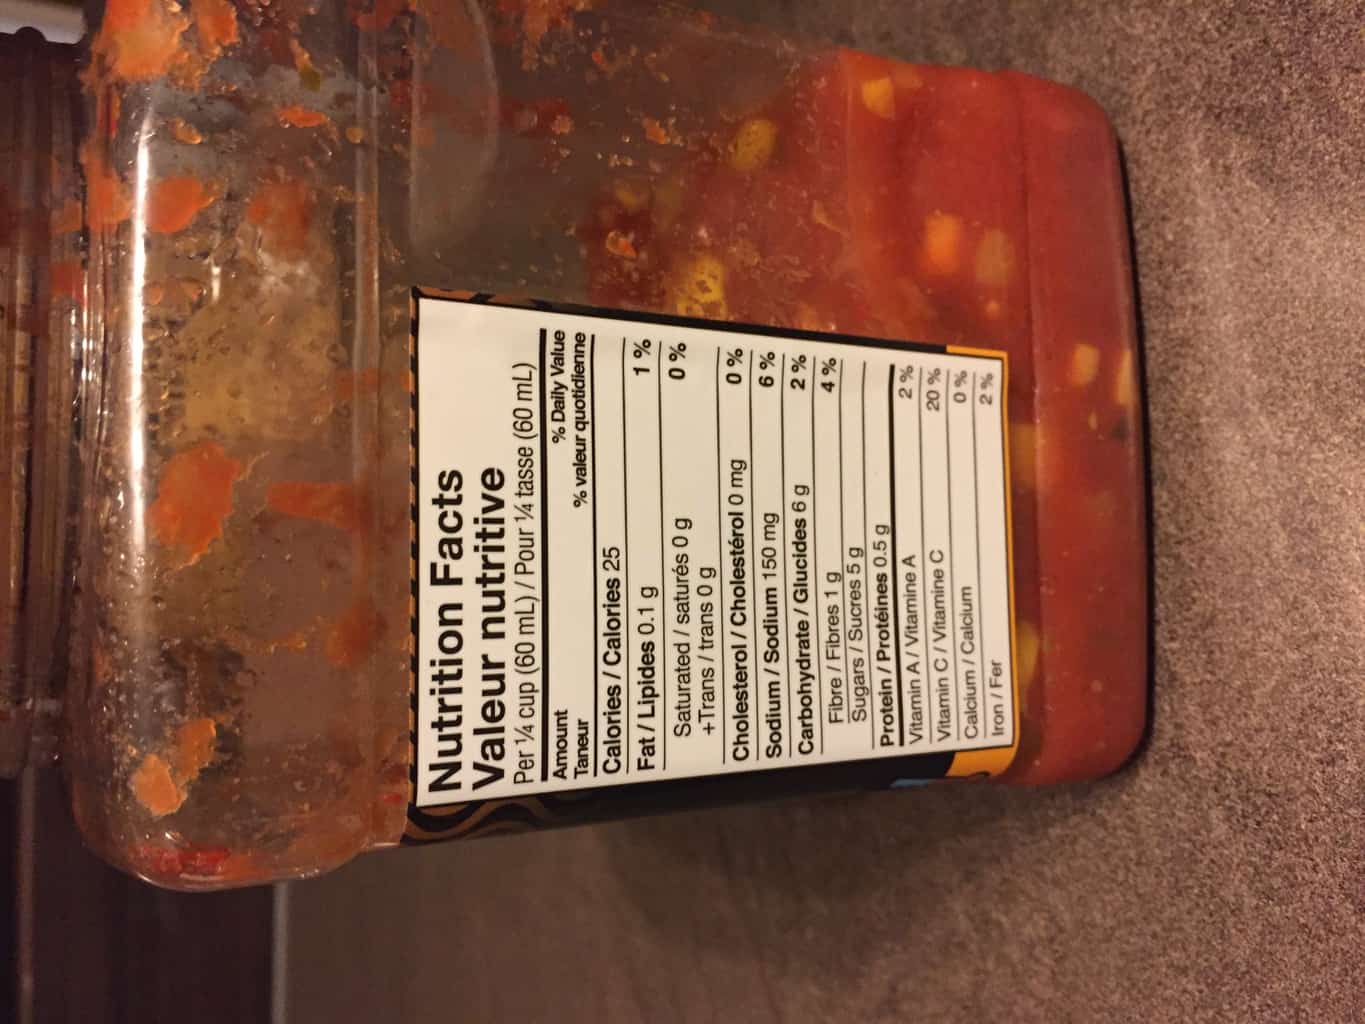 Nutrition Facts
Valeur nutritive
Per 1/4 cup (60 mL) / Pour 1/4 tasse (60 mL)
Amount % Daily Value
Taneur % valeur quotidienne
Calories / Calories 25
Fat / Lipides 0.1 g 1 %
Saturated / saturés 0 g 0 %
+Trans / trans 0 g
Cholesterol / Cholestérol 0 mg 0 %
Sodium / Sodium 150 mg 6 %
Carbohydrate / Glucides 6 g 2 %
Fibre / Fibres 1 g 4 %
Sugars / Sucres 5 g
Protein / Protéines 0.5 g
Vitamin A / Vitamine A 2 %
Vitamin C / Vitamine C 20 %
Calcium / Calcium 0 %
Iron / Fer 2 %